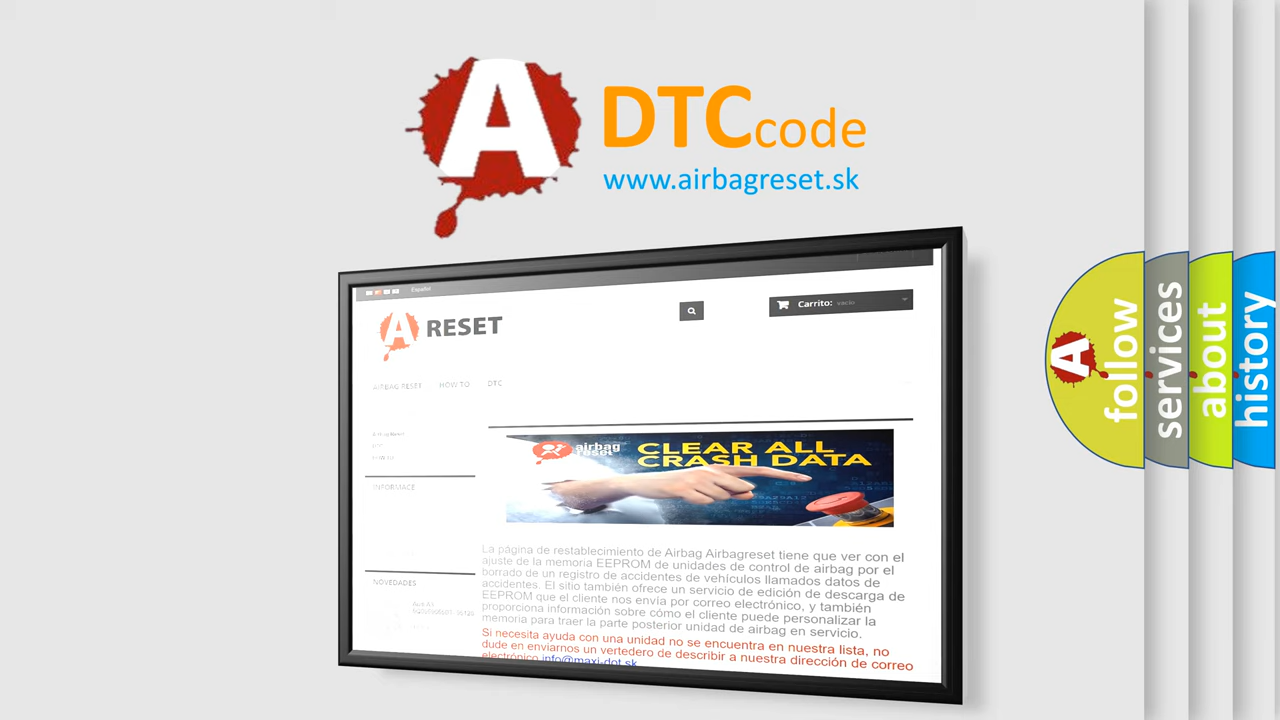 A
DTCcode
www.airbagreset.sk
Español
A RESET
Carrito: vacío
AIRBAG RESET HOW TO DTC
INFORMACE
NOVEDADES
airbag
reset
CLEAR ALL
CRASH DATA
La página de restablecimiento de Airbag Airbagreset tiene que ver con el
ajuste de la memoria EEPROM de unidades de control de airbag por el
borrado de un registro de accidentes de vehículos llamados datos de
accidentes. El sitio también ofrece un servicio de edición de descarga de
EEPROM que el cliente nos envía por correo electrónico, y también
proporciona información sobre cómo el cliente puede personalizar la
memoria para traer la parte posterior unidad de airbag en servicio.
Si necesita ayuda con una unidad no se encuentra en nuestra lista, no
dude en enviarnos un vertedero de describir a nuestra dirección de correo
electrónico info@maxi-dot.sk
A
follow
services
about
history